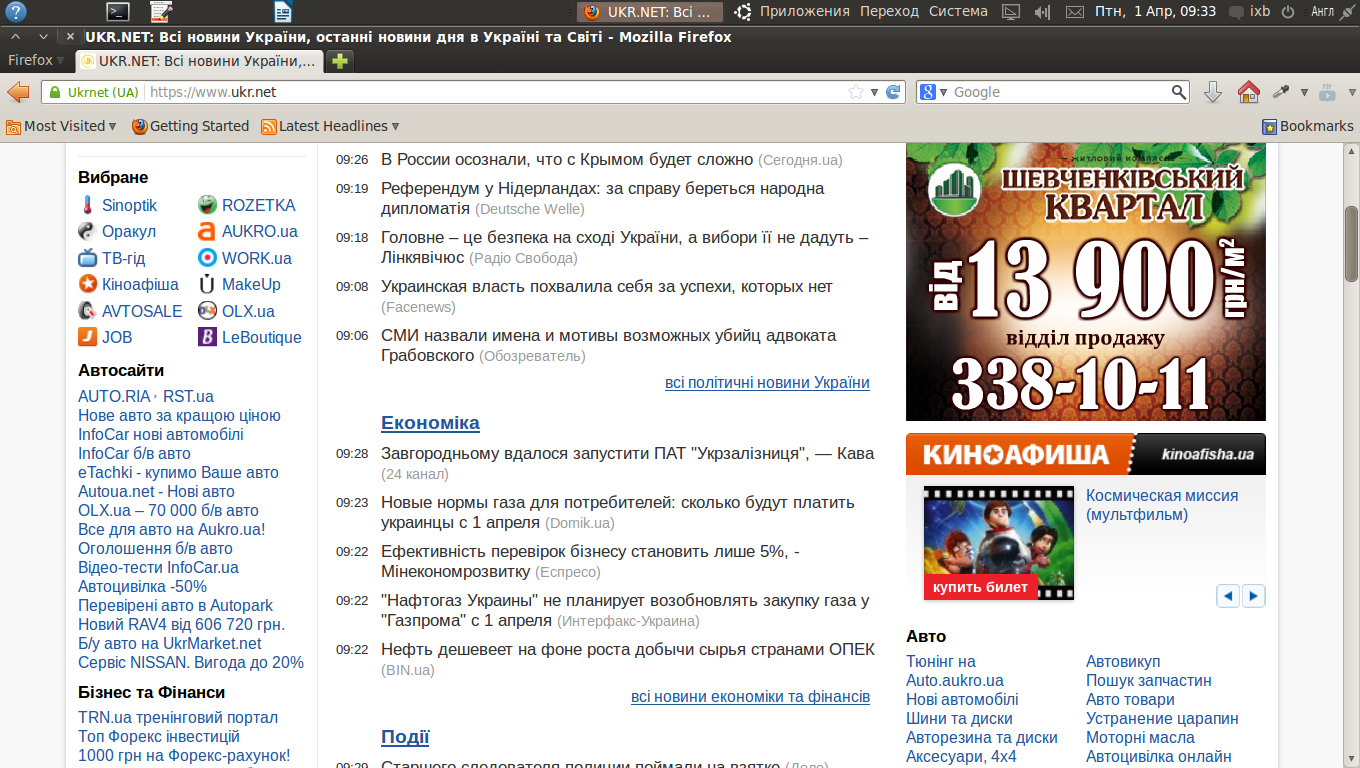 UKR.NET: Всі ...
Приложения Переход Система
Птн, 1 Апр, 09:33
ixb
Англ
UKR.NET: Всі новини України, останні новини дня в Україні та Світі - Mozilla Firefox
Firefox
UKR.NET: Всі новини України,...
Ukrnet (UA)
https://www.ukr.net
Google
Most Visited
Getting Started
Latest Headlines
Bookmarks
Вибране
Sinoptik
ROZETKA
Оракул
AUKRO.ua
ТВ-гід
WORK.ua
Кіноафіша
MakeUp
AVTOSALE
OLX.ua
JOB
LeBoutique
Автосайти
AUTO.RIA · RST.ua
Нове авто за кращою ціною
InfoCar нові автомобілі
InfoCar б/в авто
eTachki - купимо Ваше авто
Autoua.net - Нові авто
OLX.ua – 70 000 б/в авто
Все для авто на Aukro.ua!
Оголошення б/в авто
Відео-тести InfoCar.ua
Автоцивілка -50%
Перевірені авто в Autopark
Новий RAV4 від 606 720 грн.
Б/у авто на UkrMarket.net
Сервіс NISSAN. Вигода до 20%
Бізнес та Фінанси
TRN.ua тренінговий портал
Топ Форекс інвестицій
1000 грн на Форекс-рахунок!
09:26 В России осознали, что с Крымом будет сложно (Сегодня.ua)
09:19 Референдум у Нідерландах: за справу береться народна
дипломатія (Deutsche Welle)
09:18 Головне – це безпека на сході України, а вибори її не дадуть –
Лінкявічюс (Радіо Свобода)
09:08 Украинская власть похвалила себя за успехи, которых нет
(Facenews)
09:06 СМИ назвали имена и мотивы возможных убийц адвоката
Грабовского (Обозреватель)
всі політичні новини України
Економіка
09:28 Завгородньому вдалося запустити ПАТ "Укрзалізниця", — Кава
(24 канал)
09:23 Новые нормы газа для потребителей: сколько будут платить
украинцы с 1 апреля (Domik.ua)
09:22 Ефективність перевірок бізнесу становить лише 5%, -
Мінекономрозвитку (Еспресо)
09:22 "Нафтогаз Украины" не планирует возобновлять закупку газа у
"Газпрома" с 1 апреля (Интерфакс-Украина)
09:22 Нефть дешевеет на фоне роста добычи сырья странами ОПЕК
(BIN.ua)
всі новини економіки та фінансів
Події
09:29 Старшего следователя полиции поймали на взятке (Дело)
житловий комплекс
ШЕВЧЕНКІВСЬКИЙ
КВАРТАЛ
від 13 900 грн/м²
відділ продажу
338-10-11
КИНОАФИША
kinoafisha.ua
Космическая миссия
(мультфильм)
купить билет
Авто
Тюнінг на
Auto.aukro.ua
Нові автомобілі
Шини та диски
Авторезина та диски
Аксесуари, 4x4
Автовикуп
Пошук запчастин
Авто товари
Устранение царапин
Моторні масла
Автоцивілка онлайн